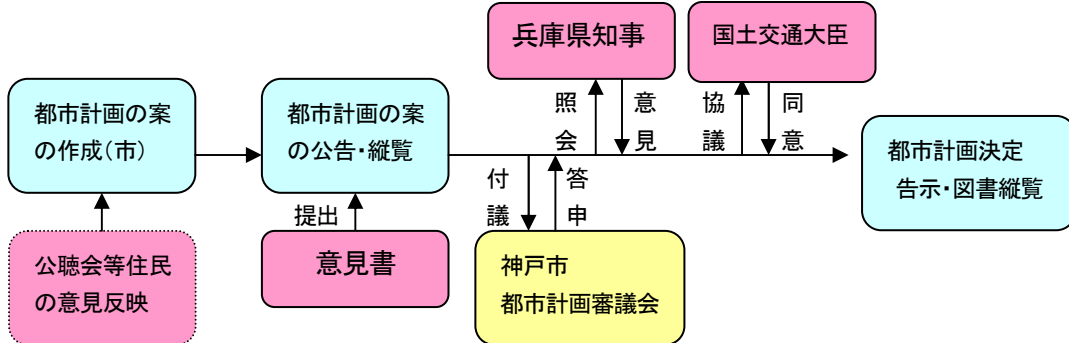 兵庫県知事
国土交通大臣
照会
意見
協議
同意
都市計画の案
の作成(市)
都市計画の案
の公告・縦覧
都市計画決定
告示・図書縦覧
提出
付議
答申
公聴会等住民
の意見反映
意見書
神戸市
都市計画審議会